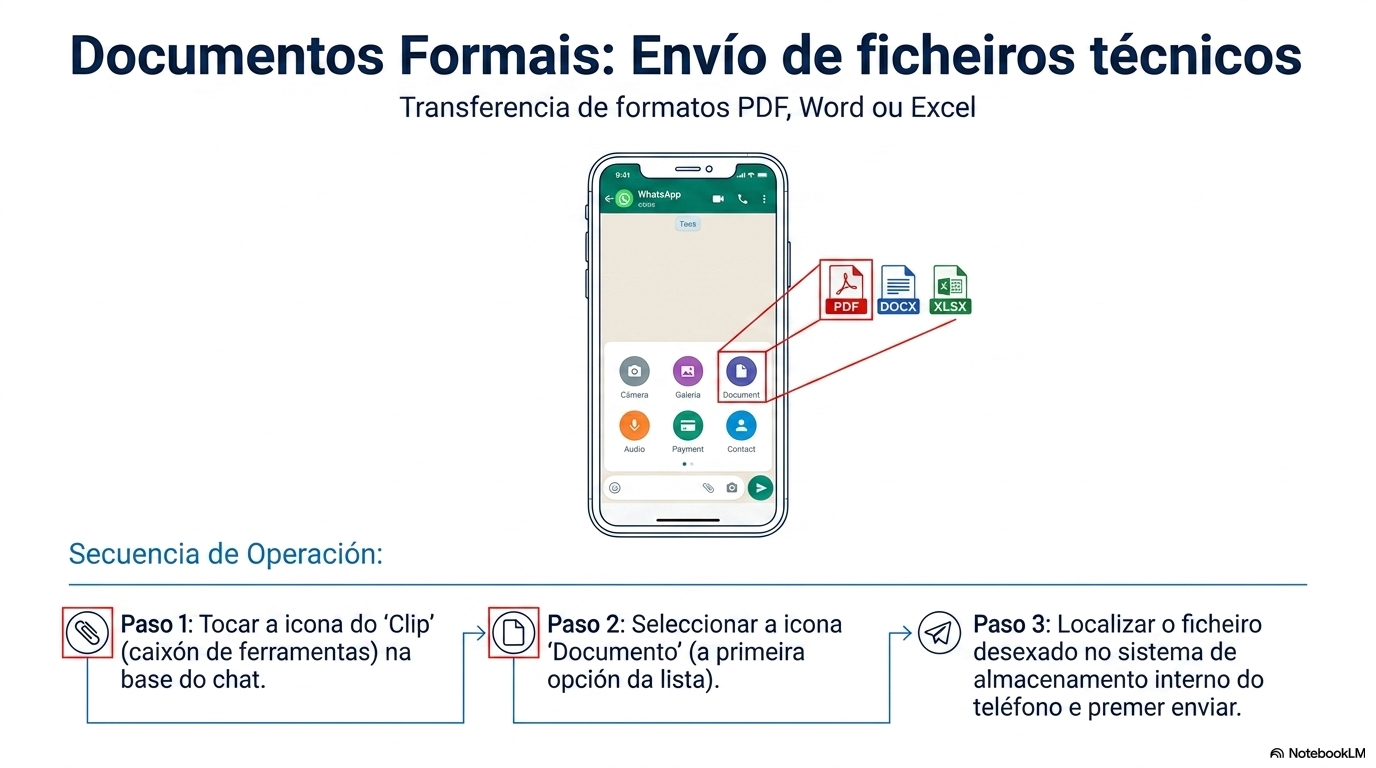 Documentos Formais: Envío de ficheiros técnicos
Transferencia de formatos PDF, Word ou Excel
9:41
WhatsApp
Tees
PDF
DOCX
XLSX
Câmera
Galeria
Document
Audio
Payment
Contact
Secuencia de Operación:
Paso 1: Tocar a icona do ‘Clip’
(caixón de ferramentas) na
base do chat.
Paso 2: Seleccionar a icona
‘Documento’ (a primeira
opción da lista).
Paso 3: Localizar o ficheiro
desexado no sistema de
almacenamento interno do
teléfono e premer enviar.
NotebookLM